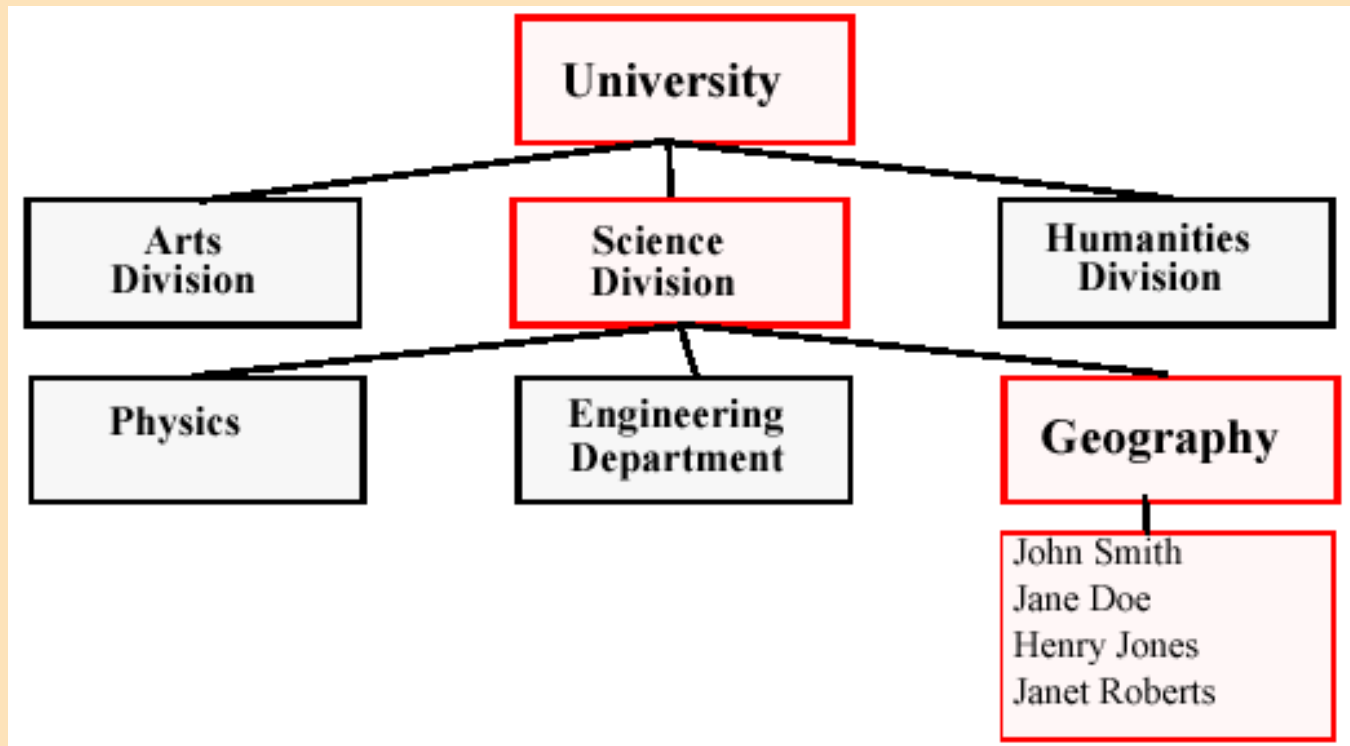 University
Arts
Division
Science
Division
Humanities
Division
Physics
Engineering
Department
Geography
John Smith
Jane Doe
Henry Jones
Janet Roberts